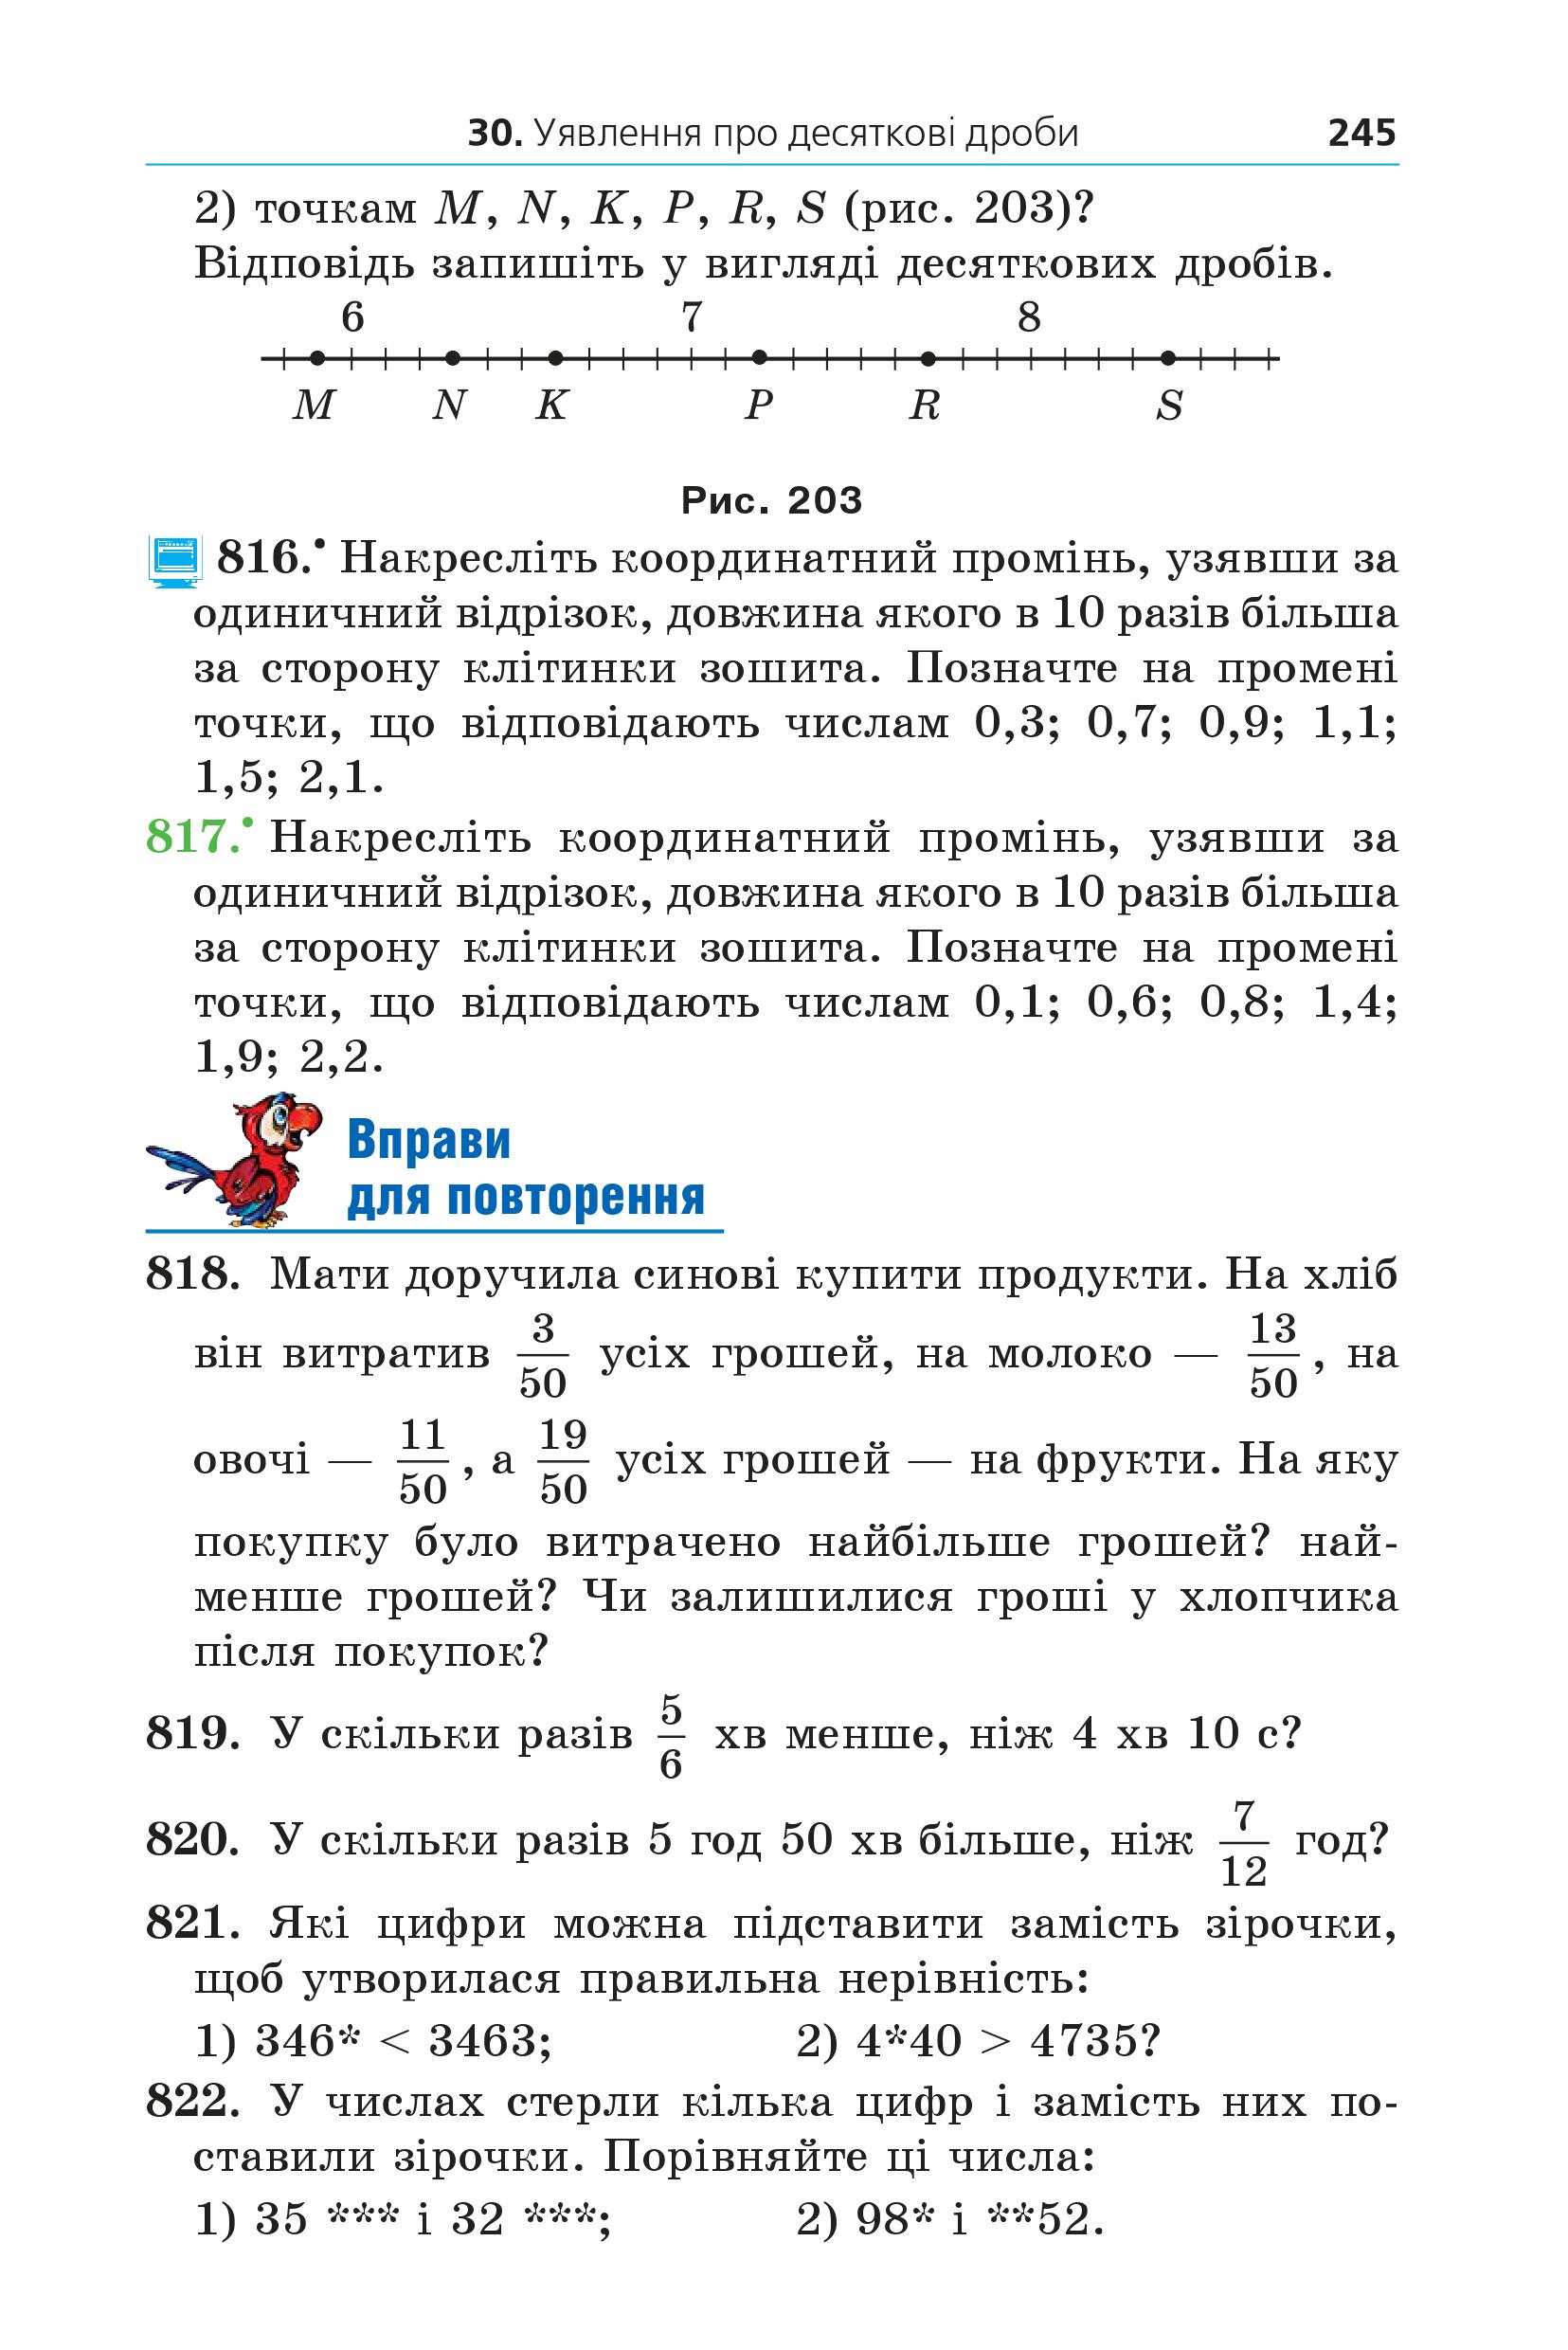 30. Уявлення про десяткові дроби 245
2) точкам M, N, K, P, R, S (рис. 203)?
Відповідь запишіть у вигляді десяткових дробів.
6 7 8
M N K P R S
Рис. 203
816.• Накресліть координатний промінь, узявши за
одиничний відрізок, довжина якого в 10 разів більша
за сторону клітинки зошита. Позначте на промені
точки, що відповідають числам 0,3; 0,7; 0,9; 1,1;
1,5; 2,1.
817.• Накресліть координатний промінь, узявши за
одиничний відрізок, довжина якого в 10 разів більша
за сторону клітинки зошита. Позначте на промені
точки, що відповідають числам 0,1; 0,6; 0,8; 1,4;
1,9; 2,2.
Вправи
для повторення
818. Мати доручила синові купити продукти. На хліб
він витратив 3/50 усіх грошей, на молоко — 13/50, на
овочі — 11/50, а 19/50 усіх грошей — на фрукти. На яку
покупку було витрачено найбільше грошей? най-
менше грошей? Чи залишилися гроші у хлопчика
після покупок?
819. У скільки разів 5/6 хв менше, ніж 4 хв 10 с?
820. У скільки разів 5 год 50 хв більше, ніж 7/12 год?
821. Які цифри можна підставити замість зірочки,
щоб утворилася правильна нерівність:
1) 346* < 3463; 2) 4*40 > 4735?
822. У числах стерли кілька цифр і замість них по-
ставили зірочки. Порівняйте ці числа:
1) 35 *** і 32 ***; 2) 98* і **52.